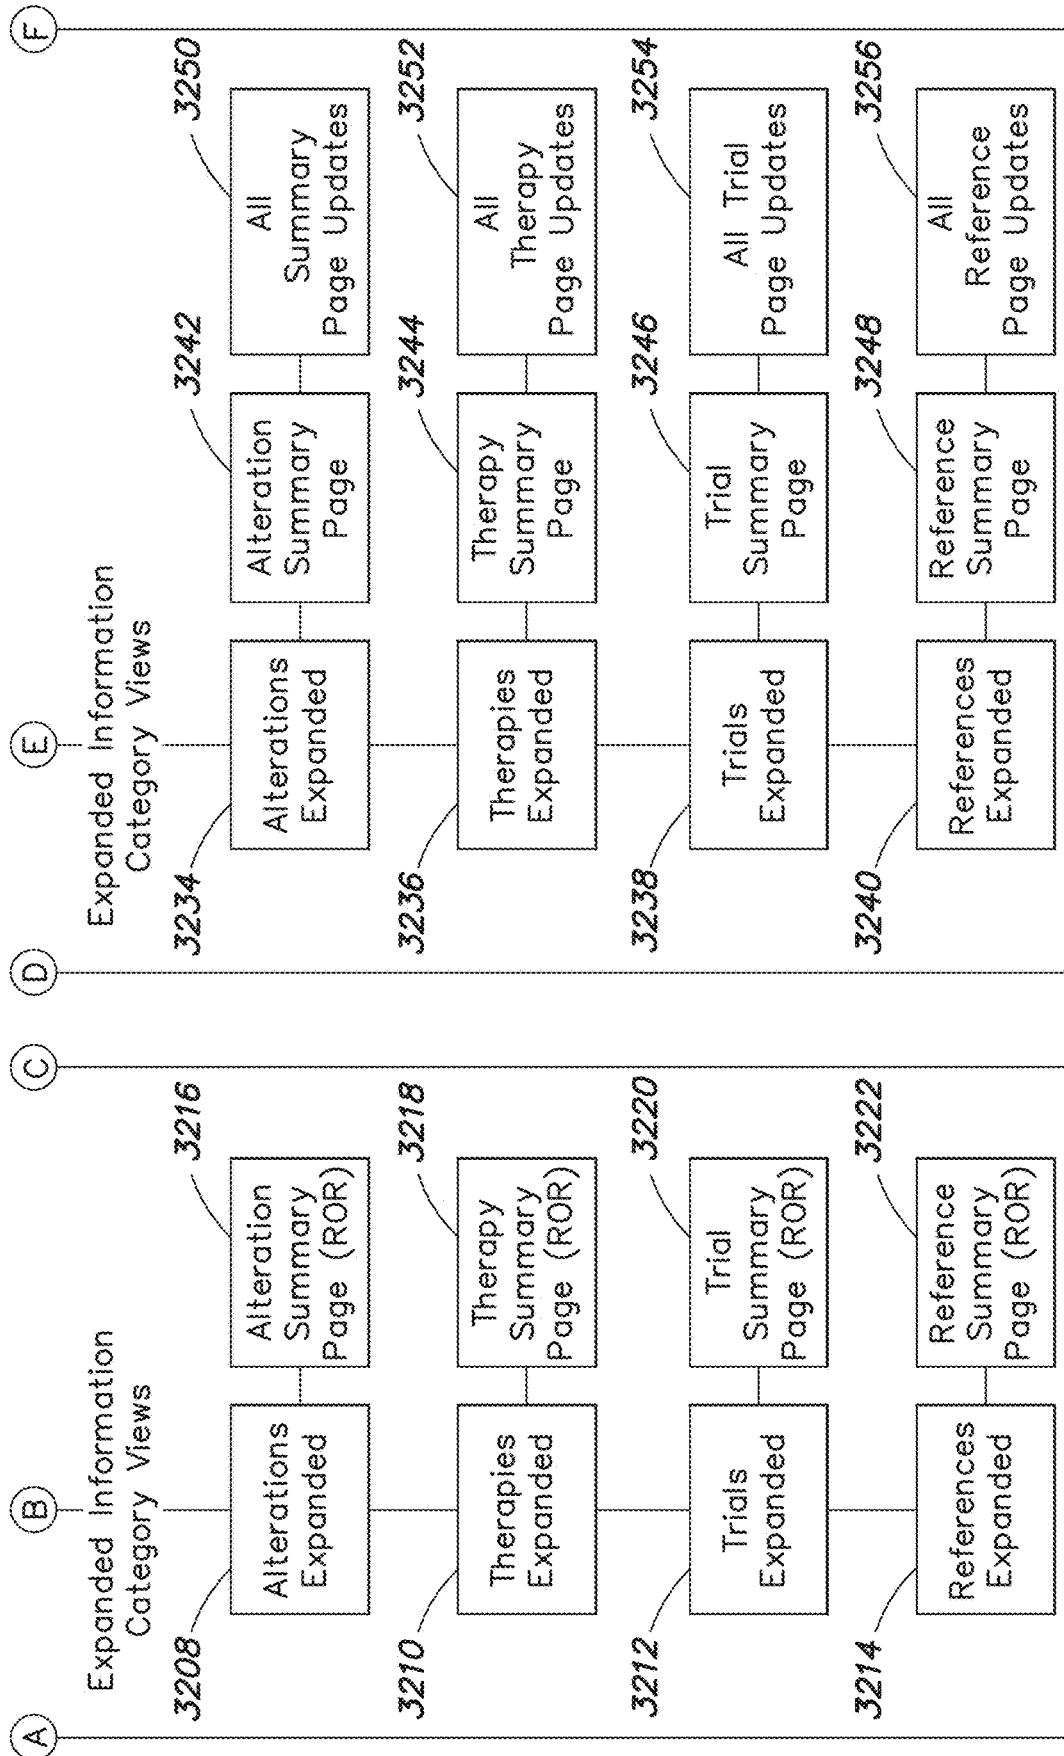 A
B
C
D
E
F
Expanded Information
Category Views
Expanded Information
Category Views
3208
3216
3234
3242
3250
Alterations
Expanded
Alteration
Summary
Page (ROR)
Alterations
Expanded
Alteration
Summary
Page
All
Summary
Page Updates
3210
3218
3236
3244
3252
Therapies
Expanded
Therapy
Summary
Page (ROR)
Therapies
Expanded
Therapy
Summary
Page
All
Therapy
Page Updates
3212
3220
3238
3246
3254
Trials
Expanded
Trial
Summary
Page (ROR)
Trials
Expanded
Trial
Summary
Page
All Trial
Page Updates
3214
3222
3240
3248
3256
References
Expanded
Reference
Summary
Page (ROR)
References
Expanded
Reference
Summary
Page
All
Reference
Page Updates